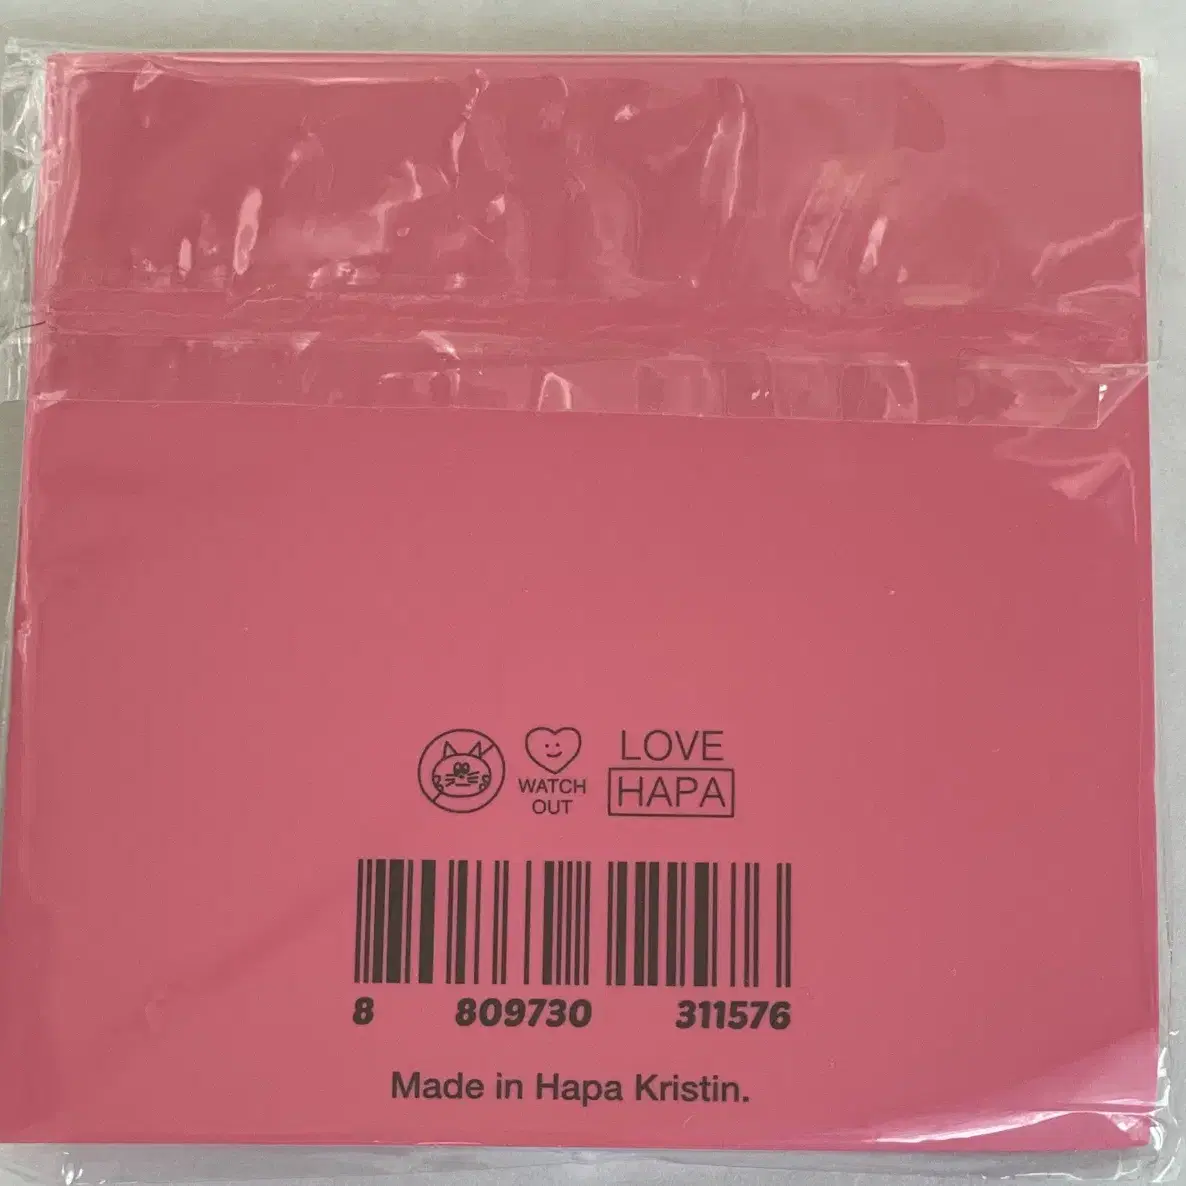 WATCH
OUT
LOVE
HAPA
8 809730 311576
Made in Hapa Kristin.